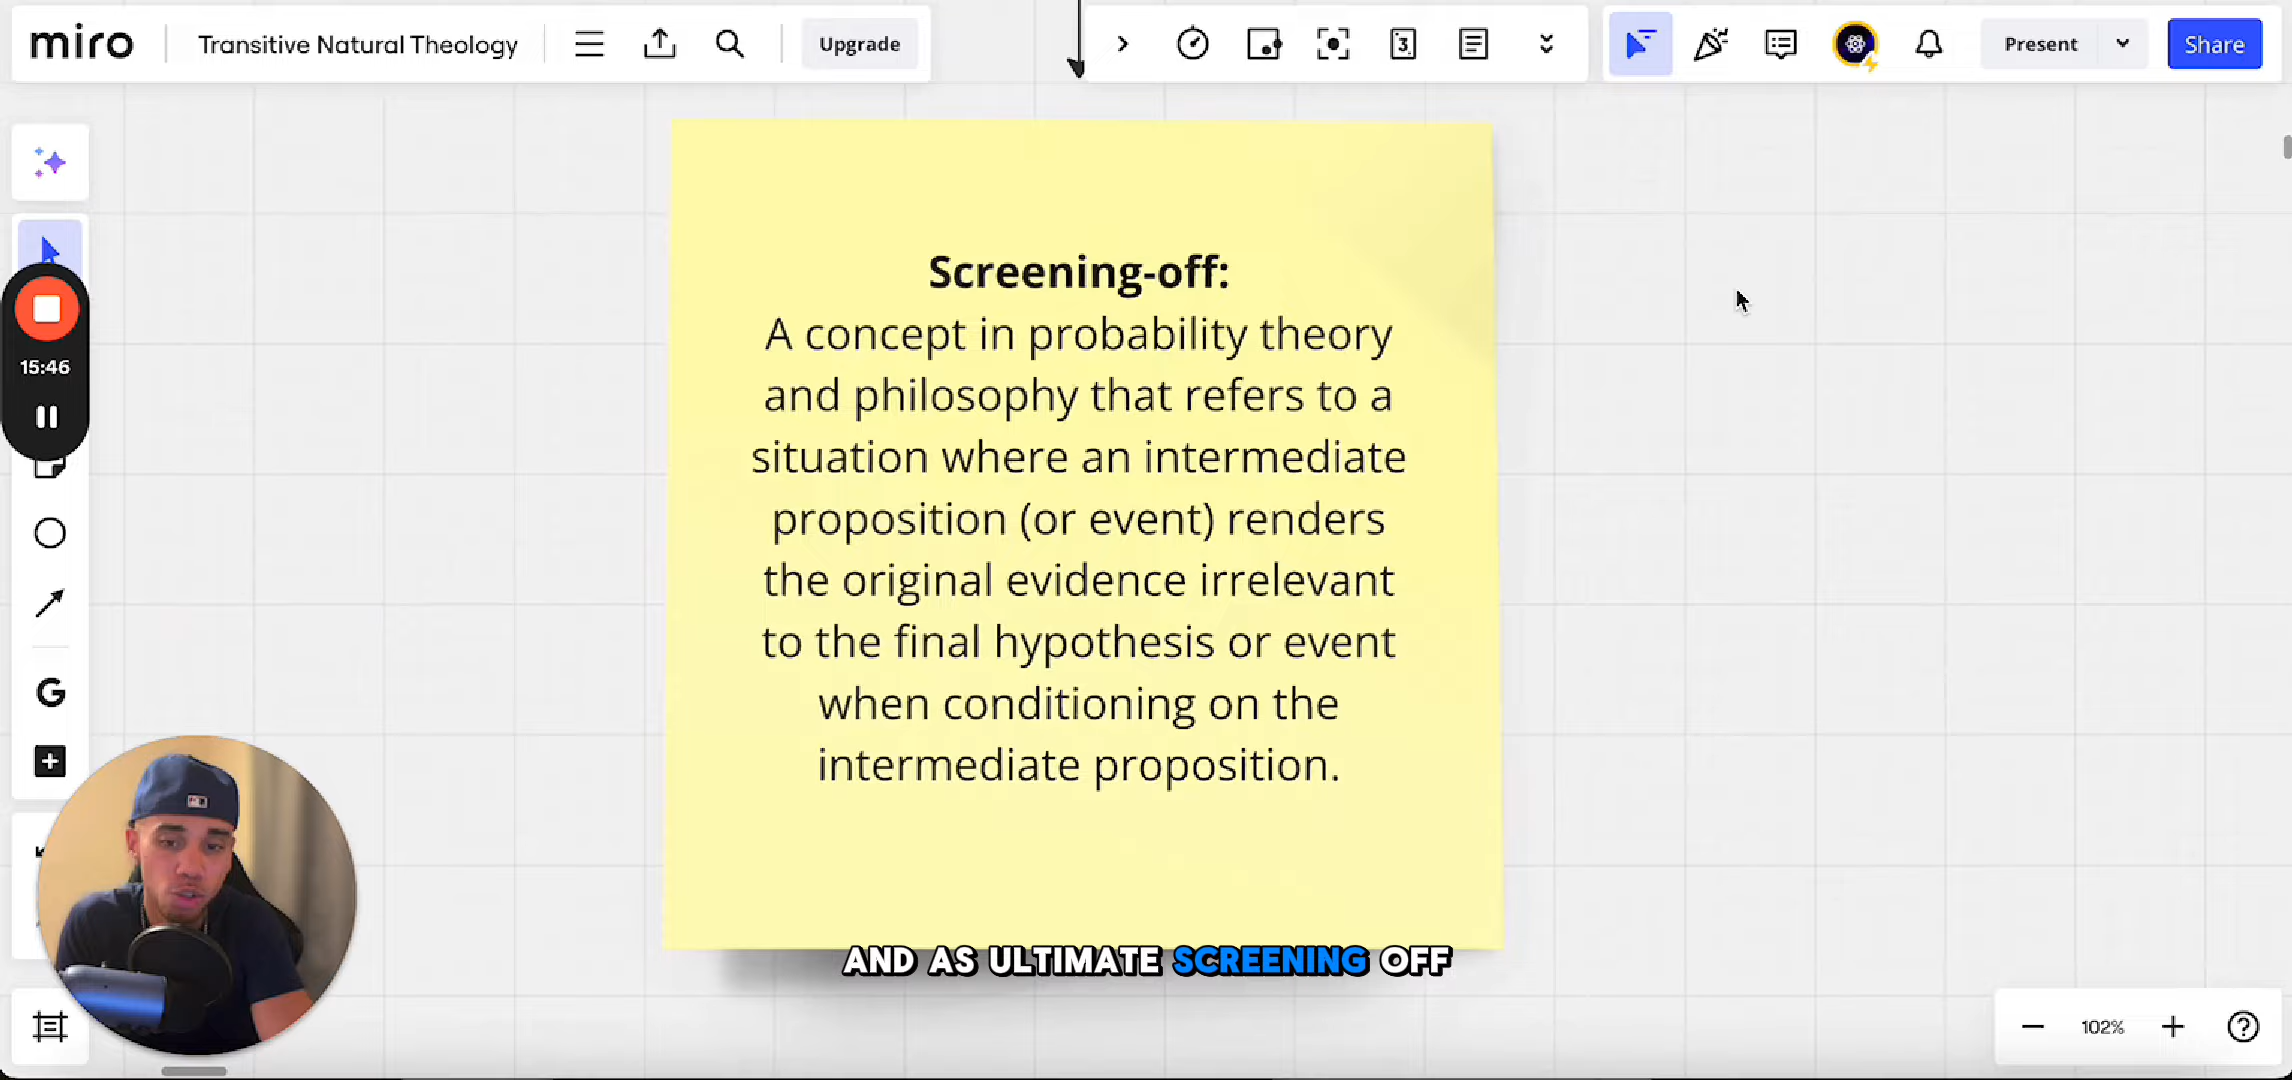 miro
Transitive Natural Theology
Upgrade
3
Present
Share
15:46
Screening-off:
A concept in probability theory
and philosophy that refers to a
situation where an intermediate
proposition (or event) renders
the original evidence irrelevant
to the final hypothesis or event
when conditioning on the
intermediate proposition.
G
AND AS ULTIMATE SCREENING OFF
102%